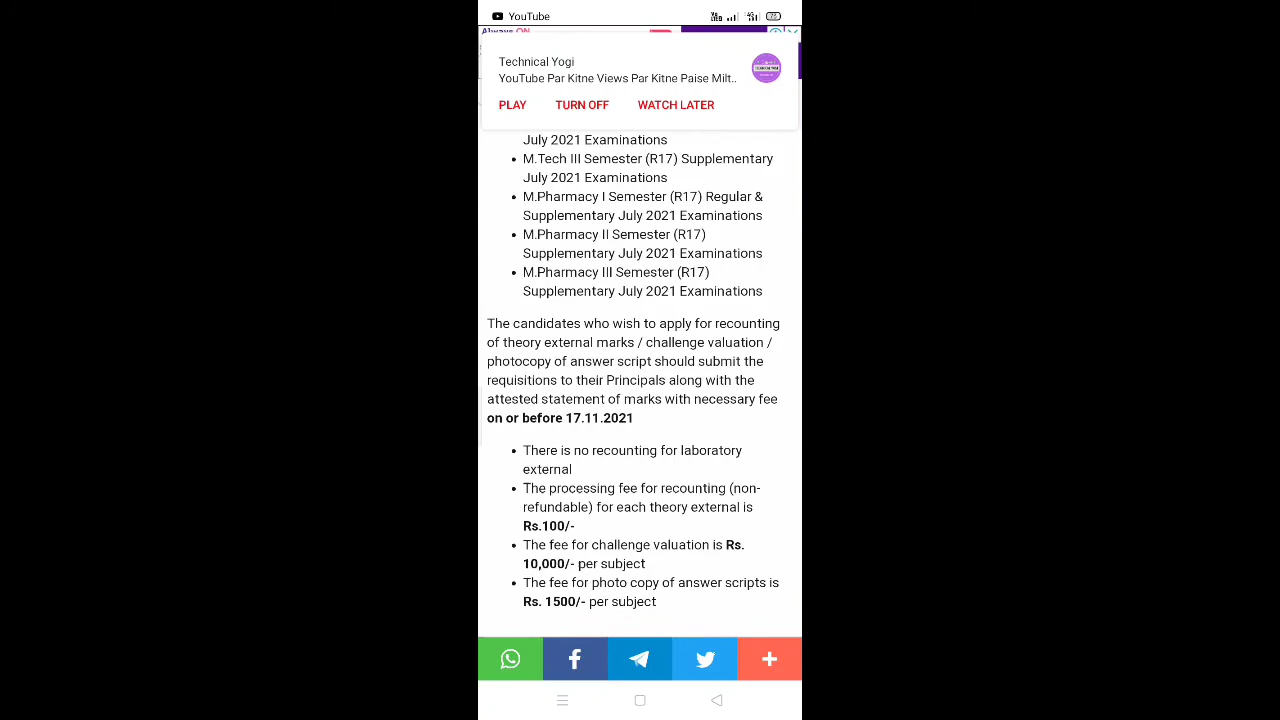 YouTube
Vo LTE 4G 25
Always ON
Technical Yogi
YouTube Par Kitne Views Par Kitne Paise Milt..
PLAY TURN OFF WATCH LATER
July 2021 Examinations
• M.Tech III Semester (R17) Supplementary
July 2021 Examinations
• M.Pharmacy I Semester (R17) Regular &
Supplementary July 2021 Examinations
• M.Pharmacy II Semester (R17)
Supplementary July 2021 Examinations
• M.Pharmacy III Semester (R17)
Supplementary July 2021 Examinations
The candidates who wish to apply for recounting
of theory external marks / challenge valuation /
photocopy of answer script should submit the
requisitions to their Principals along with the
attested statement of marks with necessary fee
on or before 17.11.2021
• There is no recounting for laboratory
external
• The processing fee for recounting (non-
refundable) for each theory external is
Rs.100/-
• The fee for challenge valuation is Rs.
10,000/- per subject
• The fee for photo copy of answer scripts is
Rs. 1500/- per subject